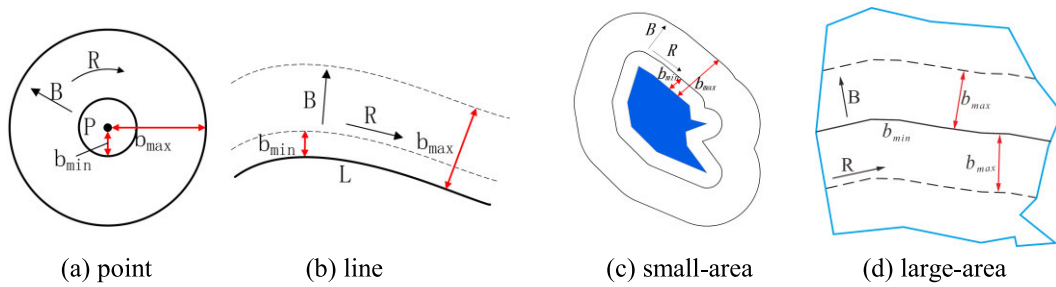 R
B
P
b_max
b_min
(a) point
B
R
b_min
b_max
L
(b) line
B
R
b_min
b_max
(c) small-area
B
b_max
b_min
b_max
R
(d) large-area